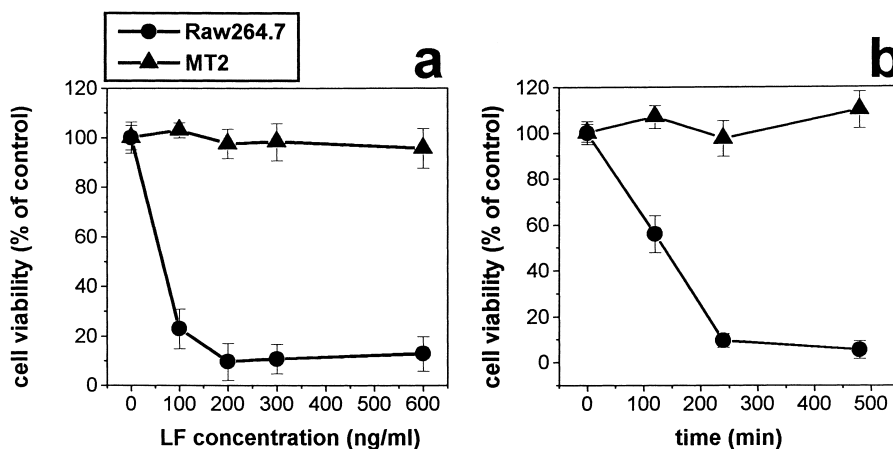 Raw264.7
MT2
a
cell viability (% of control)
120
100
80
60
40
20
0
0 100 200 300 400 500 600
LF concentration (ng/ml)
b
cell viability (% of control)
120
100
80
60
40
20
0
0 100 200 300 400 500
time (min)